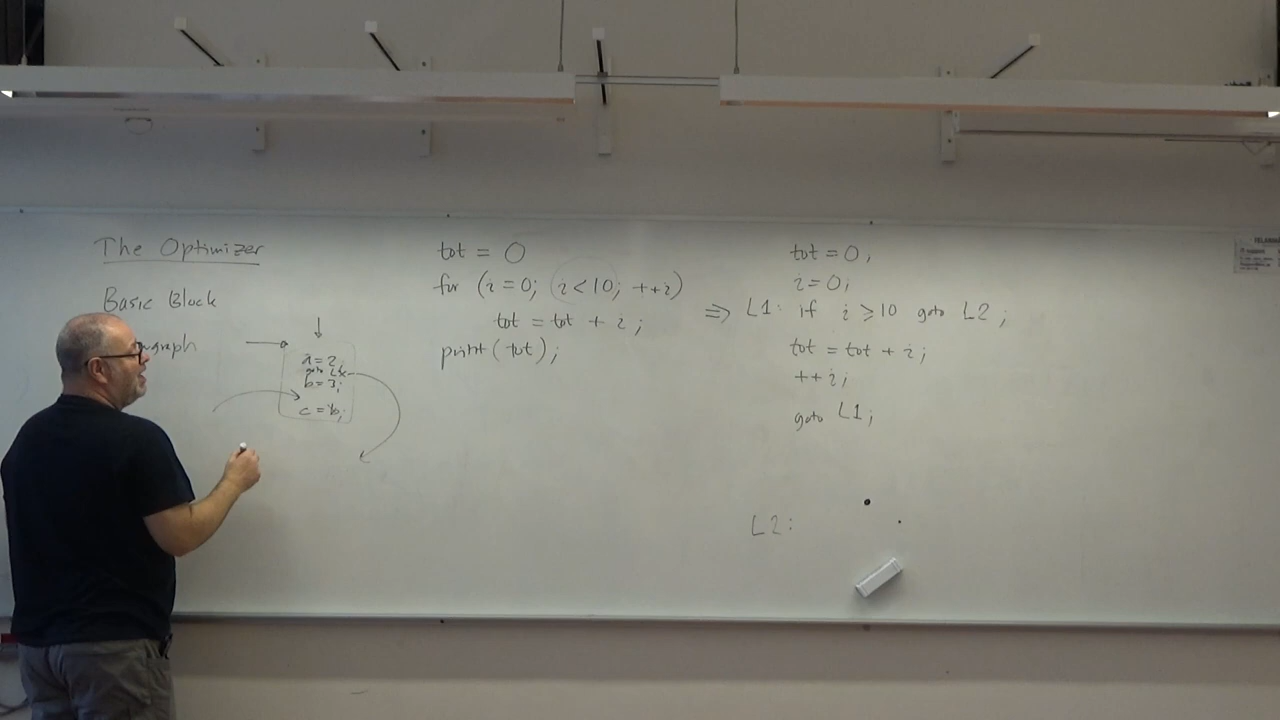 The Optimizer
Basic Block
graph
a = 2;
goto L
b = 3;
c = b;
tot = 0
for (i = 0; i < 10; ++i)
tot = tot + i;
print (tot);
tot = 0;
i = 0;
⇒ L1: if i ≥ 10 goto L2;
tot = tot + i;
++i;
goto L1;
L2: